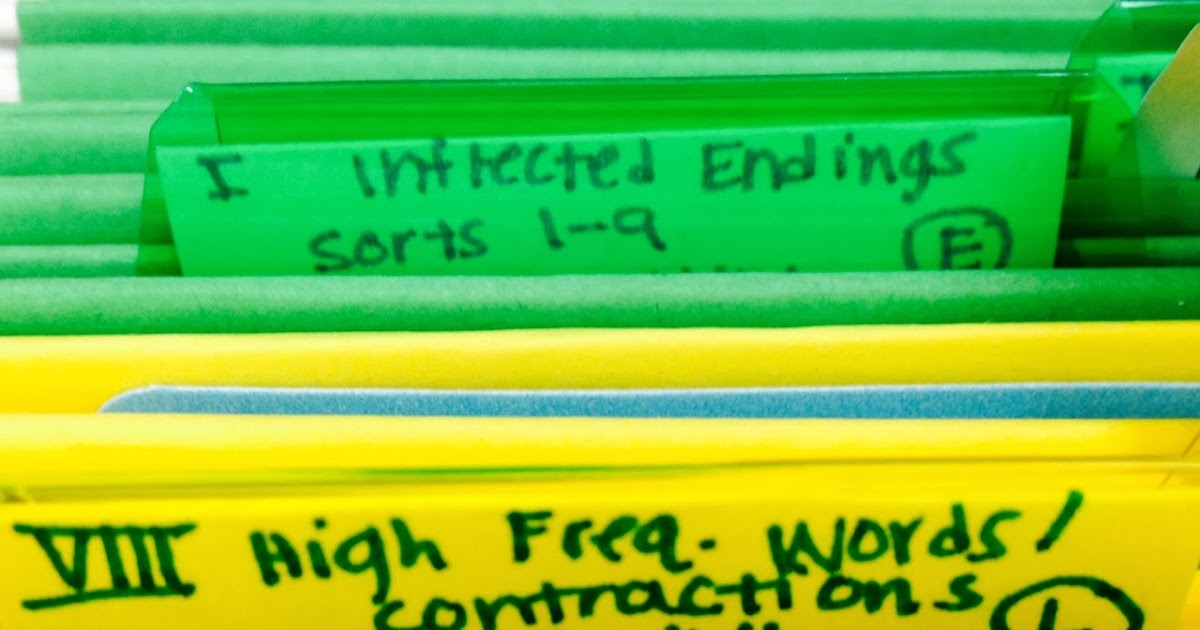 I Inflected Endings
sorts 1-9
E
VIII High Freq. Words/
contractions